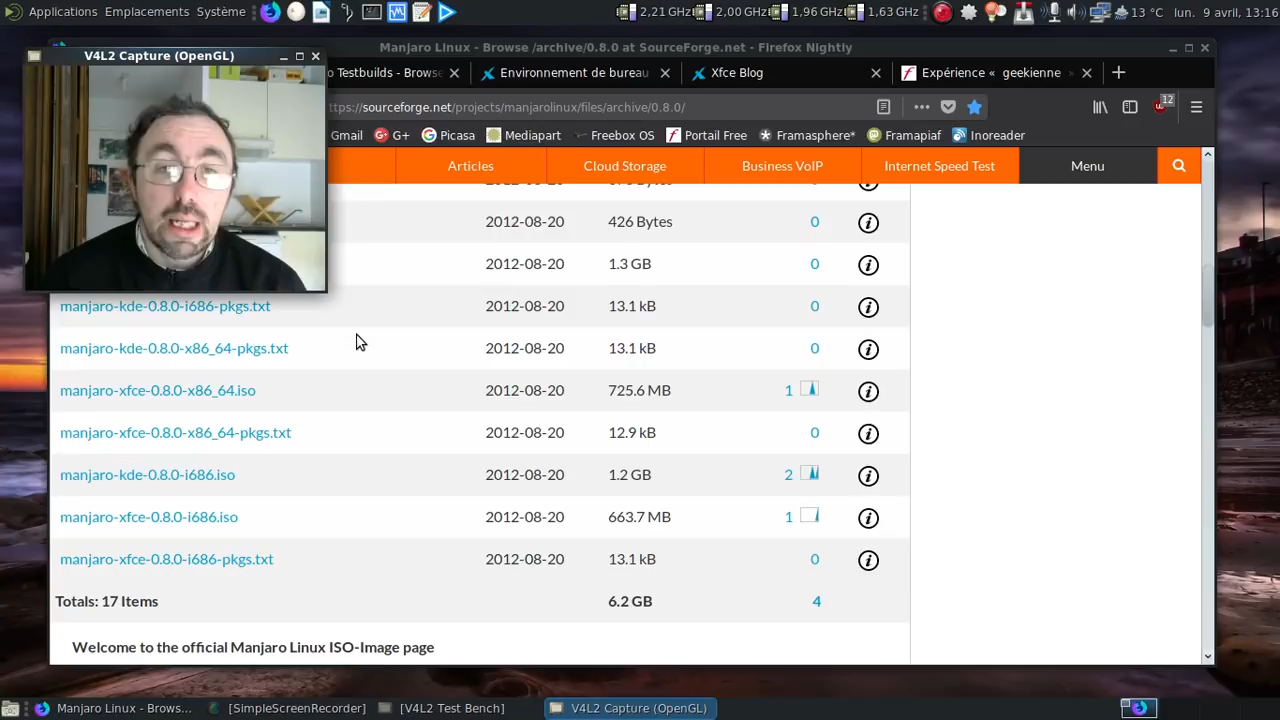 Applications Emplacements Système 2,21 GHz 2,00 GHz 1,96 GHz 1,63 GHz 13 °C lun. 9 avril, 13:16
Manjaro Linux - Browse /archive/0.8.0 at SourceForge.net - Firefox Nightly
V4L2 Capture (OpenGL)
o Testbuilds - Browse Environnement de bureau Xfce Blog Expérience « geekienne
ttps://sourceforge.net/projects/manjarolinux/files/archive/0.8.0/ 12
Gmail G+ Picasa Mediapart Freebox OS Portail Free Framasphere* Framapiaf Inoreader
Articles Cloud Storage Business VoIP Internet Speed Test Menu
2012-08-20 426 Bytes 0
2012-08-20 1.3 GB 0
manjaro-kde-0.8.0-i686-pkgs.txt 2012-08-20 13.1 kB 0
manjaro-kde-0.8.0-x86_64-pkgs.txt 2012-08-20 13.1 kB 0
manjaro-xfce-0.8.0-x86_64.iso 2012-08-20 725.6 MB 1
manjaro-xfce-0.8.0-x86_64-pkgs.txt 2012-08-20 12.9 kB 0
manjaro-kde-0.8.0-i686.iso 2012-08-20 1.2 GB 2
manjaro-xfce-0.8.0-i686.iso 2012-08-20 663.7 MB 1
manjaro-xfce-0.8.0-i686-pkgs.txt 2012-08-20 13.1 kB 0
Totals: 17 Items 6.2 GB 4
Welcome to the official Manjaro Linux ISO-Image page
Manjaro Linux - Brows... [SimpleScreenRecorder] [V4L2 Test Bench] V4L2 Capture (OpenGL)